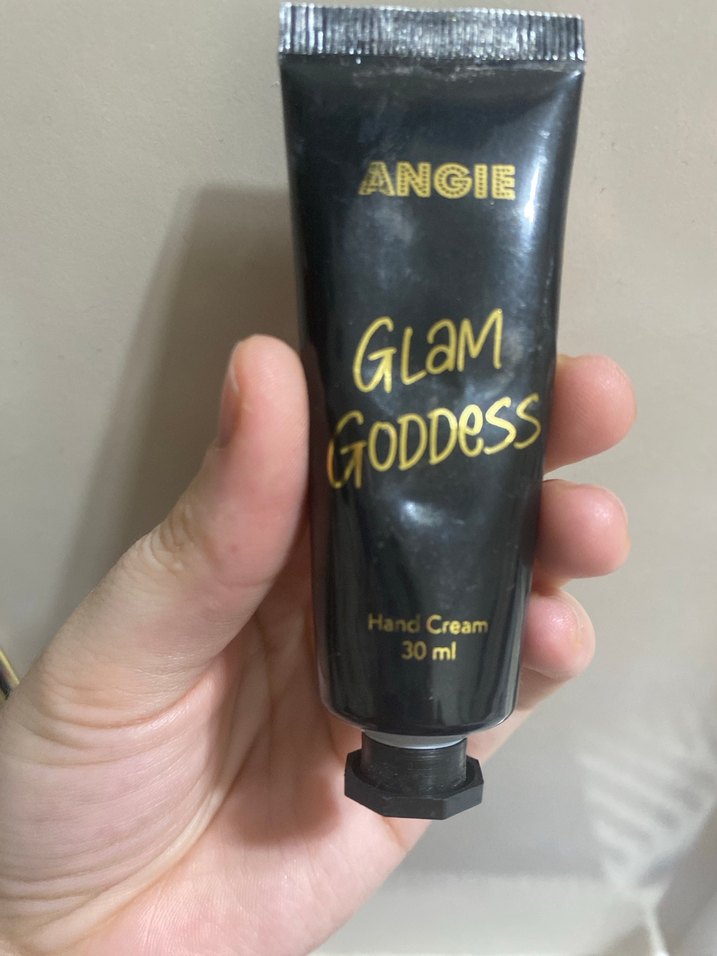 ANGIE
GLaM
GODDesS
Hand Cream
30 ml